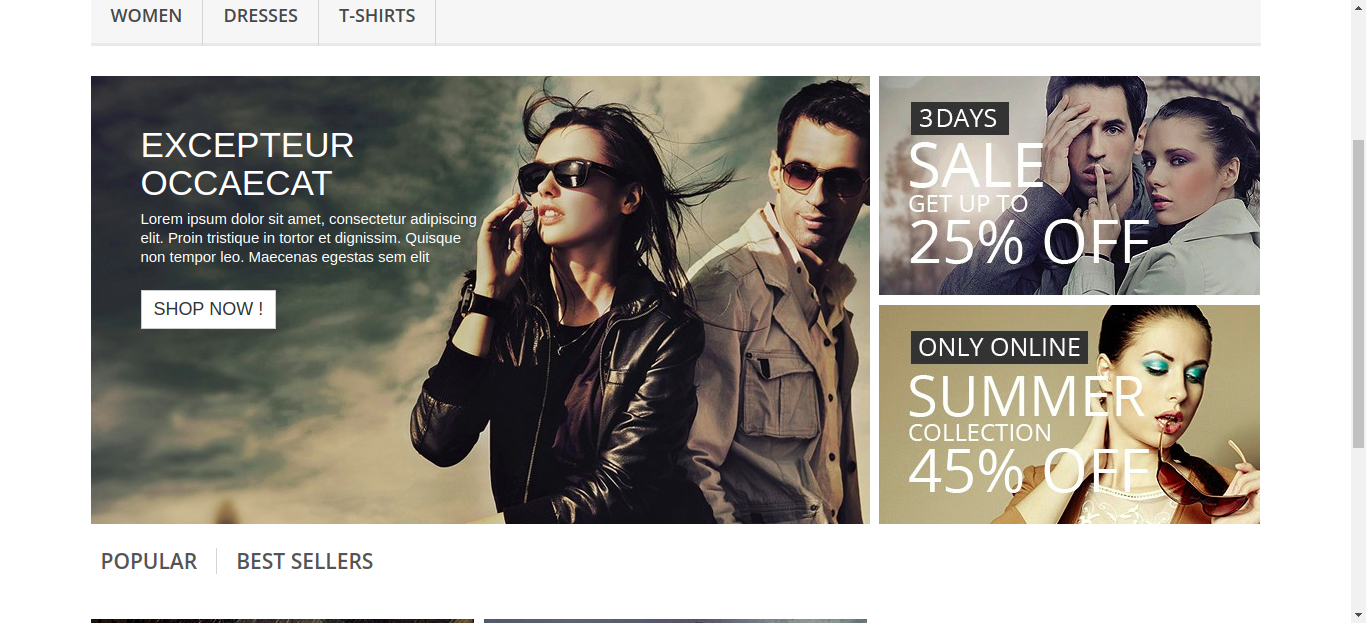 WOMEN DRESSES T-SHIRTS
EXCEPTEUR
OCCAECAT
Lorem ipsum dolor sit amet, consectetur adipiscing
elit. Proin tristique in tortor et dignissim. Quisque
non tempor leo. Maecenas egestas sem elit
SHOP NOW !
3DAYS
SALE
GET UP TO
25% OFF
ONLY ONLINE
SUMMER
COLLECTION
45% OFF
POPULAR BEST SELLERS